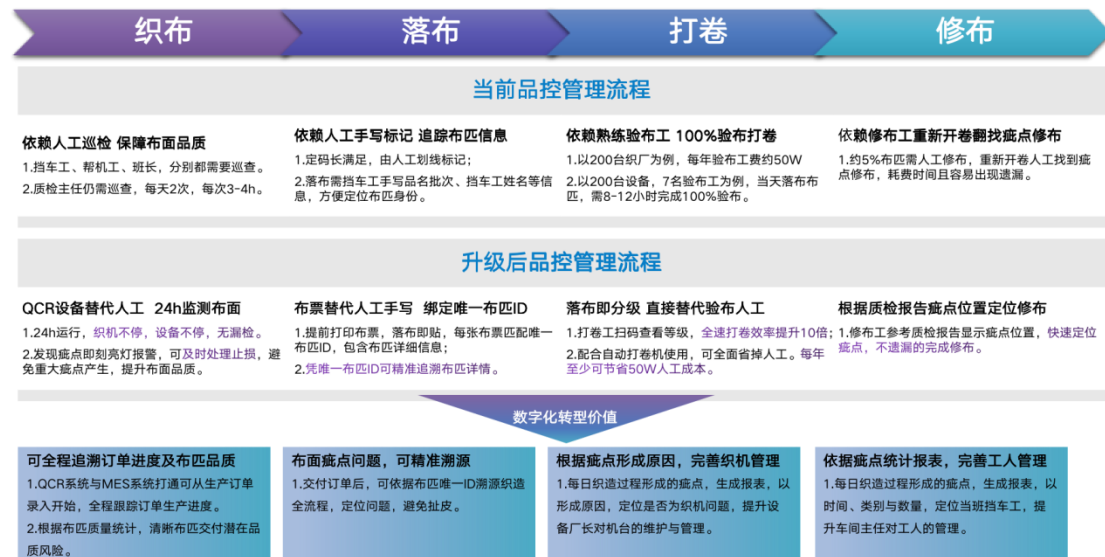 织布
落布
打卷
修布
当前品控管理流程
依赖人工巡检 保障布面品质
1.挡车工、帮机工、班长，分别都需要巡查。
2.质检主任仍需巡查，每天2次，每次3-4h。
依赖人工手写标记 追踪布匹信息
1.定码长满足，由人工划线标记；
2.落布需挡车工手写品名批次、挡车工姓名等信
息，方便定位布匹身份。
依赖熟练验布工 100%验布打卷
1.以200台织厂为例，每年验布工费约50W
2.以200台设备，7名验布工为例，当天落布布
匹，需8-12小时完成100%验布。
依赖修布工重新开卷翻找疵点修布
1.约5%布匹需人工修布，重新开卷人工找到疵
点修布，耗费时间且容易出现遗漏。
升级后品控管理流程
QCR设备替代人工 24h监测布面
1.24h运行，织机不停，设备不停，无漏检。
2.发现疵点即刻亮灯报警，可及时处理止损，避
免重大疵点产生，提升布面品质。
布票替代人工手写 绑定唯一布匹ID
1.提前打印布票，落布即贴，每张布票匹配唯一
布匹ID，包含布匹详细信息；
2.凭唯一布匹ID可精准追溯布匹详情。
落布即分级 直接替代验布人工
1.打卷工扫码查看等级，全速打卷效率提升10倍；
2.配合自动打卷机使用，可全面省掉人工。每年
至少可节省50W人工成本。
根据质检报告疵点位置定位修布
1.修布工参考质检报告显示疵点位置，快速定位
疵点，不遗漏的完成修布。
数字化转型价值
可全程追溯订单进度及布匹品质
1.QCR系统与MES系统打通可从生产订单
录入开始，全程跟踪订单生产进度。
2.根据布匹质量统计，清晰布匹交付潜在品
质风险。
布面疵点问题，可精准溯源
1.交付订单后，可依据布匹唯一ID溯源织造
全流程，定位问题，避免扯皮。
根据疵点形成原因，完善织机管理
1.每日织造过程形成的疵点，生成报表，以
形成原因，定位是否为织机问题，提升设
备厂长对机台的维护与管理。
依据疵点统计报表，完善工人管理
1.每日织造过程形成的疵点，生成报表，以
时间、类别与数量，定位当班挡车工，提
升车间主任对工人的管理。